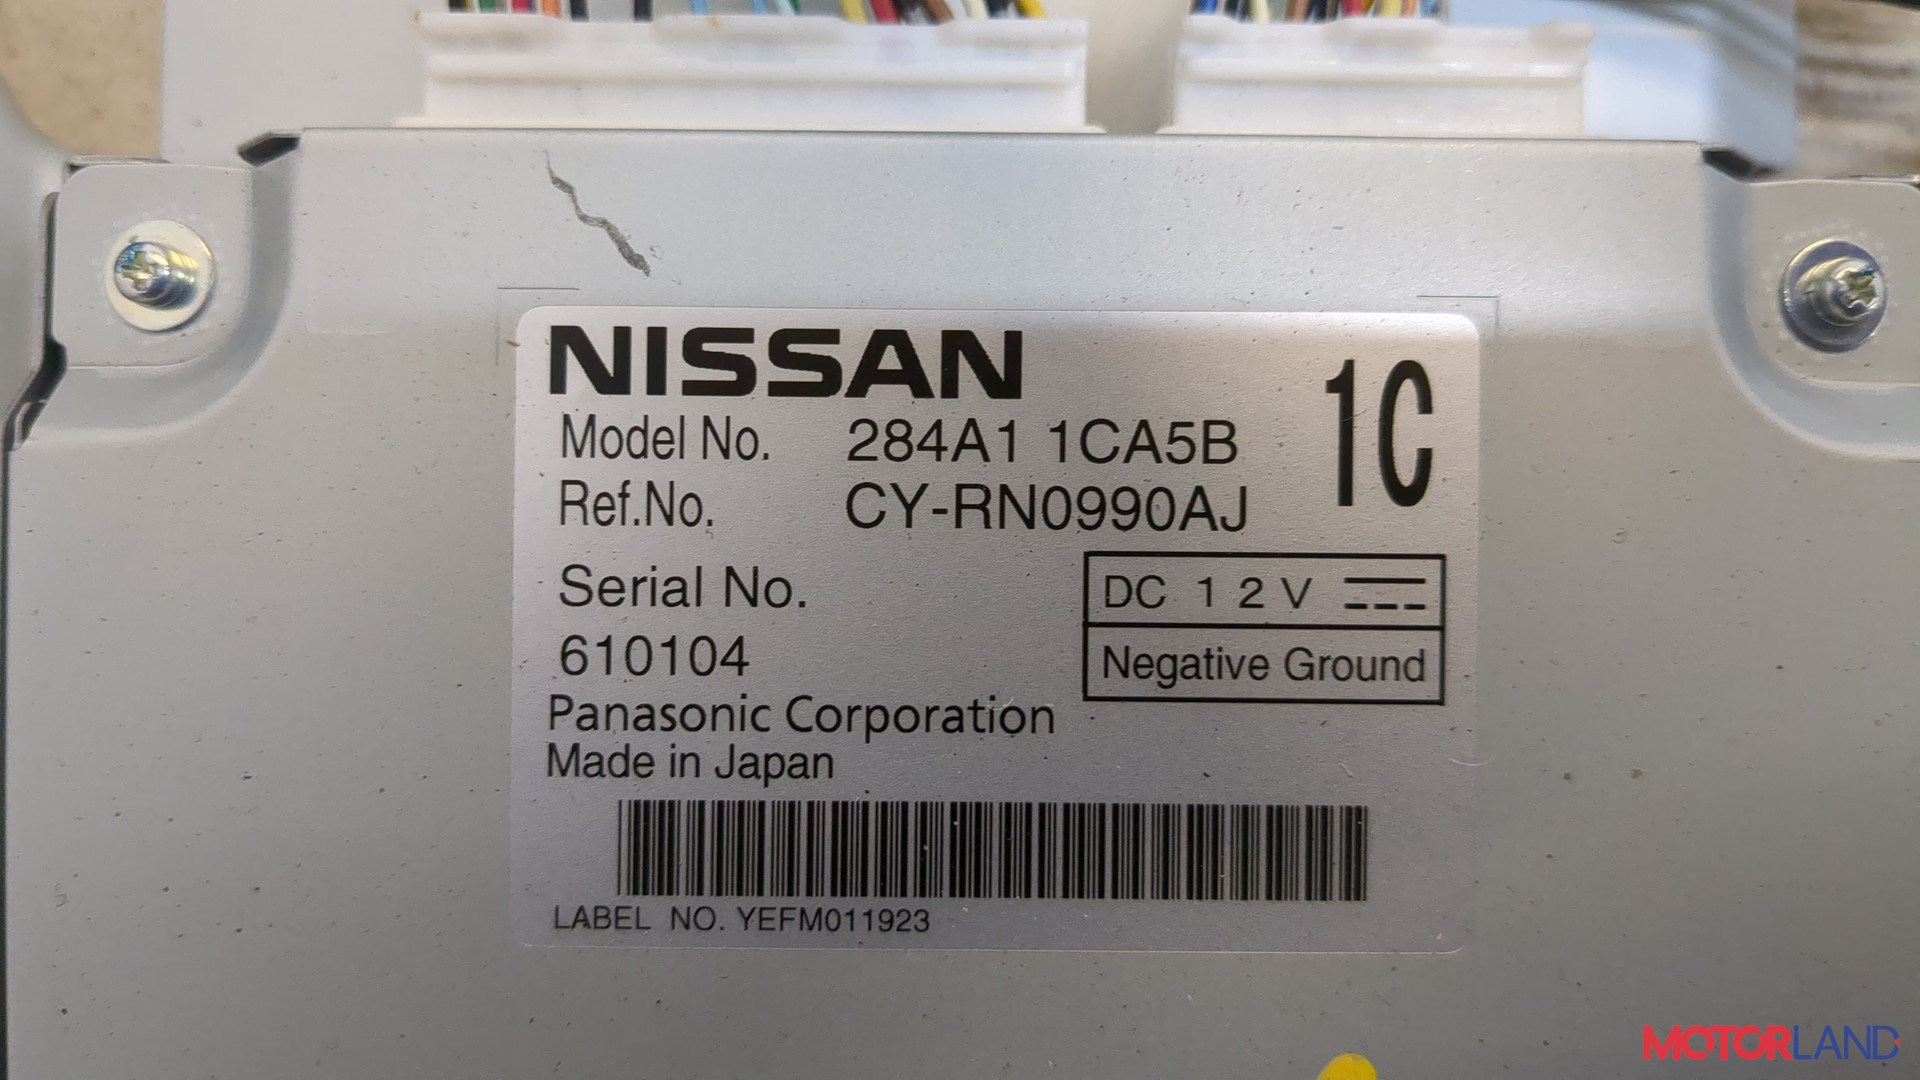 NISSAN
1C
Model No. 284A1 1CA5B
Ref.No. CY-RN0990AJ
Serial No.
610104
DC 12V
Negative Ground
Panasonic Corporation
Made in Japan
LABEL NO. YEFM011923
MOTORLAND